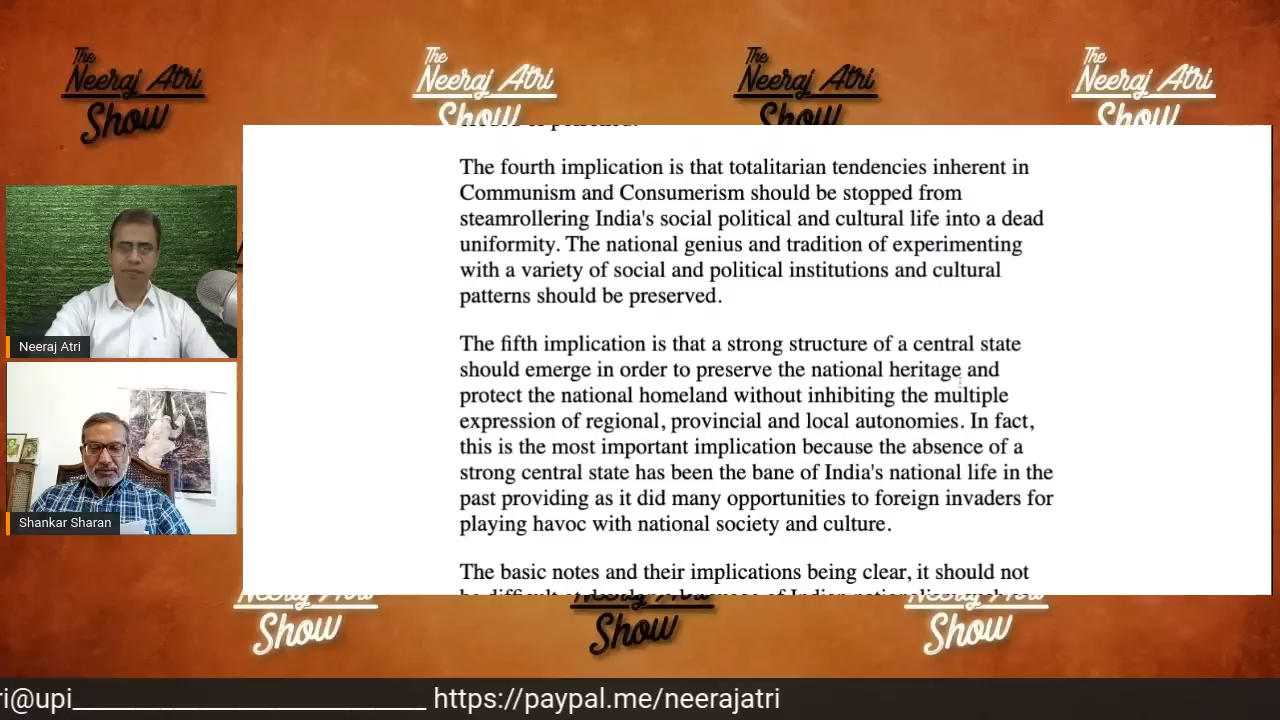 The
Neeraj Atri
Show
The
Neeraj Atri
Show
The
Neeraj Atri
Show
The
Neeraj Atri
Show
The fourth implication is that totalitarian tendencies inherent in
Communism and Consumerism should be stopped from
steamrollering India's social political and cultural life into a dead
uniformity. The national genius and tradition of experimenting
with a variety of social and political institutions and cultural
patterns should be preserved.
The fifth implication is that a strong structure of a central state
should emerge in order to preserve the national heritage and
protect the national homeland without inhibiting the multiple
expression of regional, provincial and local autonomies. In fact,
this is the most important implication because the absence of a
strong central state has been the bane of India's national life in the
past providing as it did many opportunities to foreign invaders for
playing havoc with national society and culture.
The basic notes and their implications being clear, it should not
Neeraj Atri
Shankar Sharan
Neeraj Atri
Show
Show
Neeraj Atri
Show
ri@upi____________________________ https://paypal.me/neerajatri